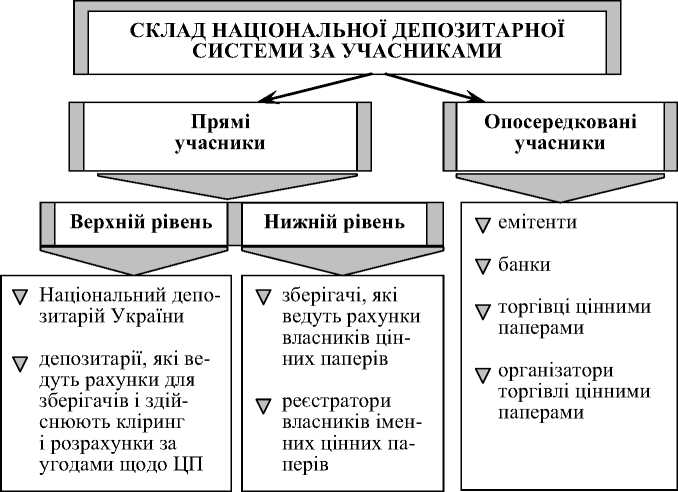 СКЛАД НАЦІОНАЛЬНОЇ ДЕПОЗИТАРНОЇ
СИСТЕМИ ЗА УЧАСНИКАМИ
Прямі
учасники
Опосередковані
учасники
Верхній рівень
Нижній рівень
Національний депо-
зитарій України
депозитарії, які ве-
дуть рахунки для
зберігачів і здій-
снюють кліринг
і розрахунки за
угодами щодо ЦП
зберігачі, які
ведуть рахунки
власників цін-
них паперів
реєстратори
власників імен-
них цінних па-
перів
емітенти
банки
торгівці цінними
паперами
організатори
торгівлі цінними
паперами